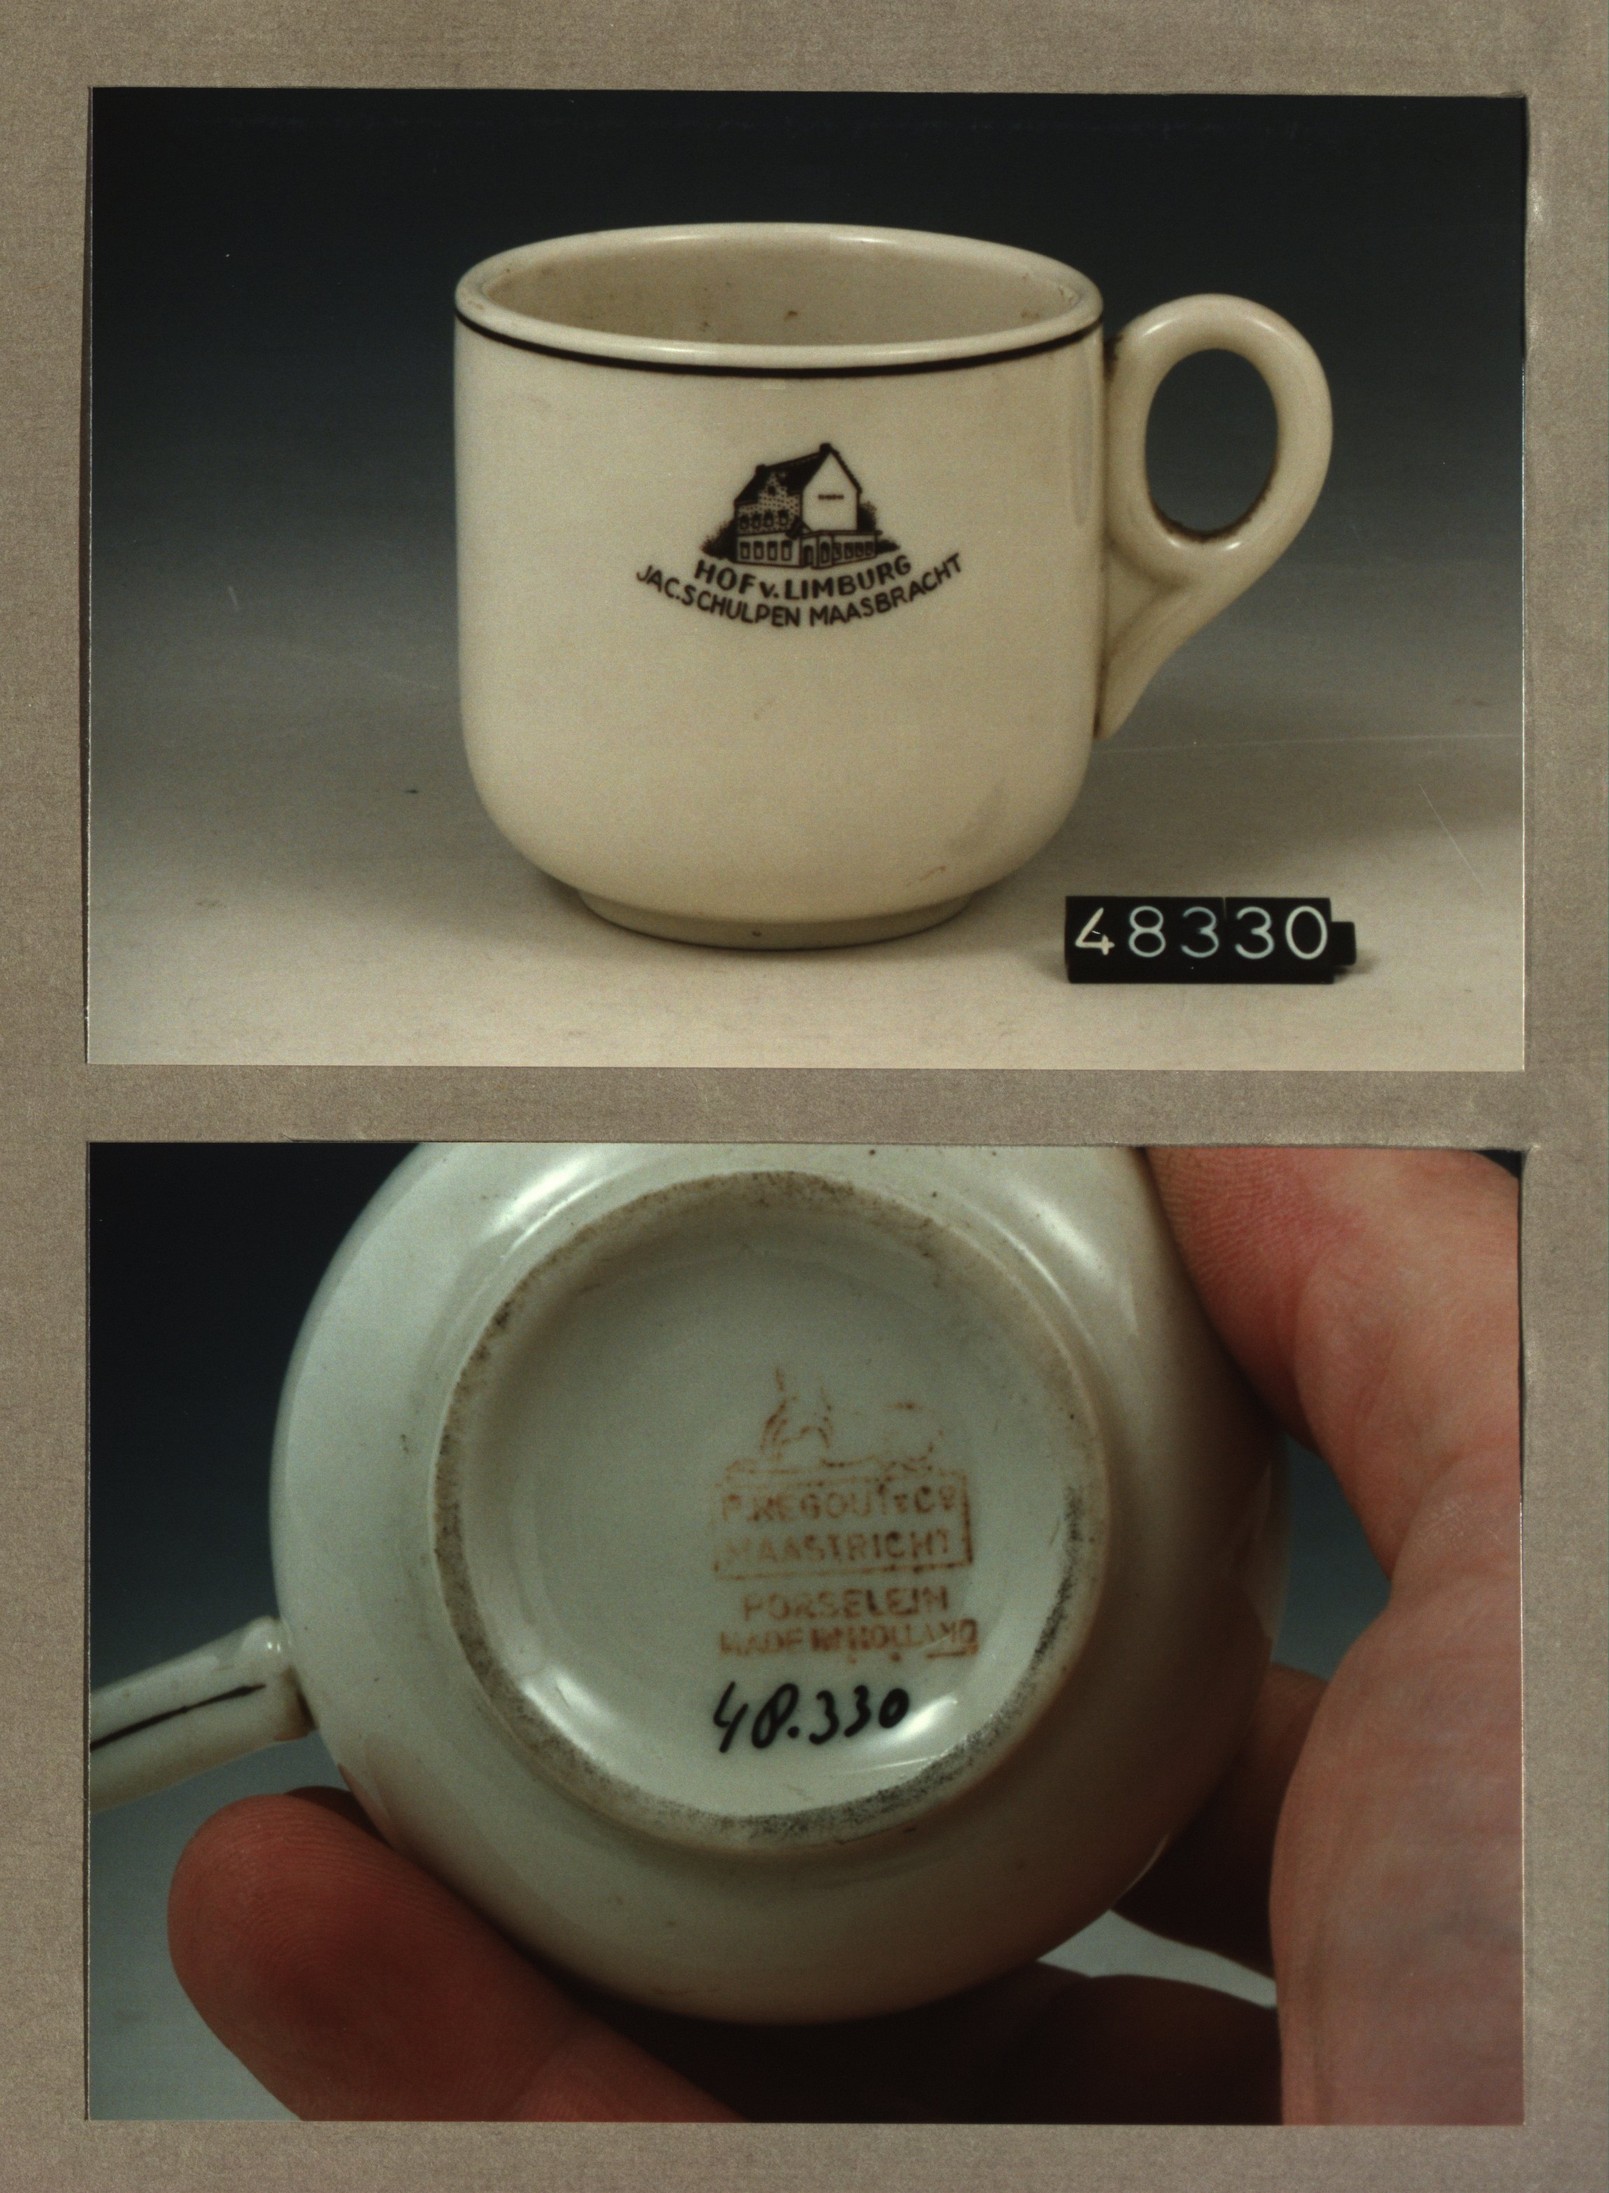 HOF v. LIMBURG
JAC. SCHULPEN MAASBRACHT
48330
P. REGOUT & Co
MAASTRICHT
PORSELEIN
MADE IN HOLLAND
48.330